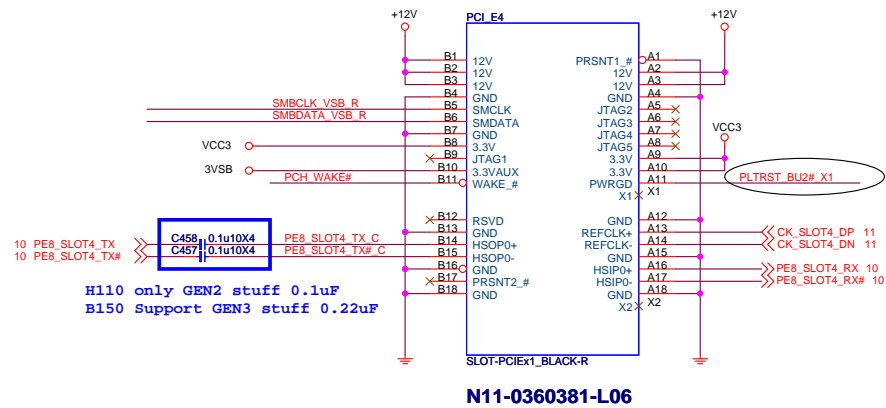 PCI_E4
+12V
+12V
B1 12V PRSNT1_# A1
B2 12V 12V A2
B3 12V 12V A3
B4 GND GND A4
SMBCLK_VSB_R B5 SMCLK JTAG2 A5
SMBDATA_VSB_R B6 SMDATA JTAG3 A6
B7 GND JTAG4 A7
VCC3 B8 3.3V JTAG5 A8 VCC3
B9 JTAG1 3.3V A9
3VSB B10 3.3VAUX 3.3V A10
PCH_WAKE# B11 WAKE_# PWRGD A11 PLTRST_BU2#_X1
X1 X1
B12 RSVD GND A12
B13 GND REFCLK+ A13 CK_SLOT4_DP 11
10 PE8_SLOT4_TX C458 0.1u10X4 PE8_SLOT4_TX_C B14 HSOP0+ REFCLK- A14 CK_SLOT4_DN 11
10 PE8_SLOT4_TX# C457 0.1u10X4 PE8_SLOT4_TX#_C B15 HSOP0- GND A15
B16 GND HSIP0+ A16 PE8_SLOT4_RX 10
B17 PRSNT2_# HSIP0- A17 PE8_SLOT4_RX# 10
B18 GND GND A18
X2 X2
H110 only GEN2 stuff 0.1uF
B150 Support GEN3 stuff 0.22uF
SLOT-PCIEx1_BLACK-R
N11-0360381-L06